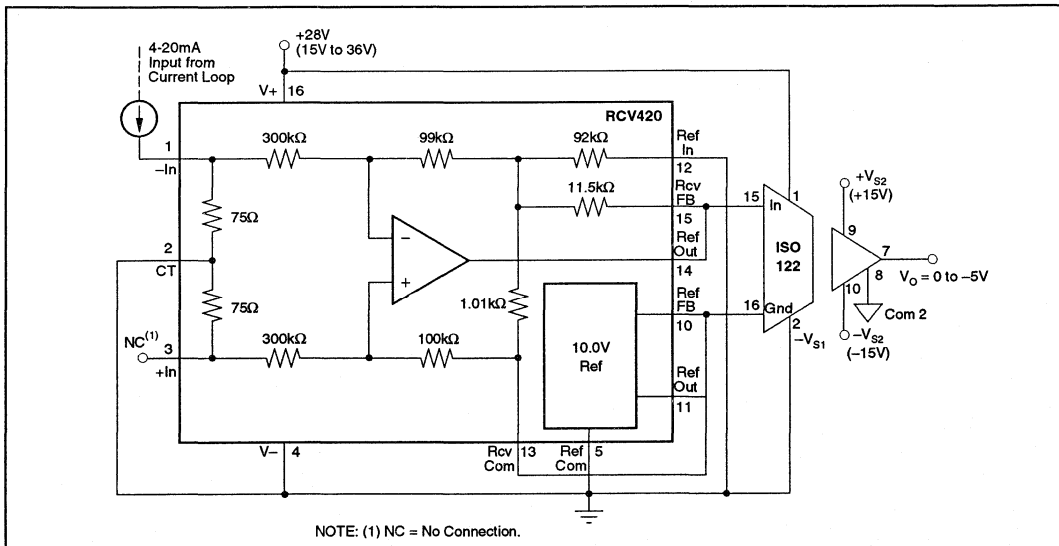 +28V
(15V to 36V)
4-20mA
Input from
Current Loop
V+ 16
RCV420
300kΩ
99kΩ
92kΩ
Ref
In
12
1
–In
11.5kΩ
Rcv
FB
15
75Ω
2
CT
Ref
Out
14
15
In
1
ISO
122
+VS2
(+15V)
9
7
8
VO = 0 to –5V
10
Com 2
–VS2
(–15V)
16
Gnd
2
–VS1
–
+
1.01kΩ
Ref
FB
10
75Ω
NC(1)
3
+In
300kΩ
100kΩ
10.0V
Ref
Ref
Out
11
V–
4
Rcv
Com
13
Ref
Com
5
NOTE: (1) NC = No Connection.